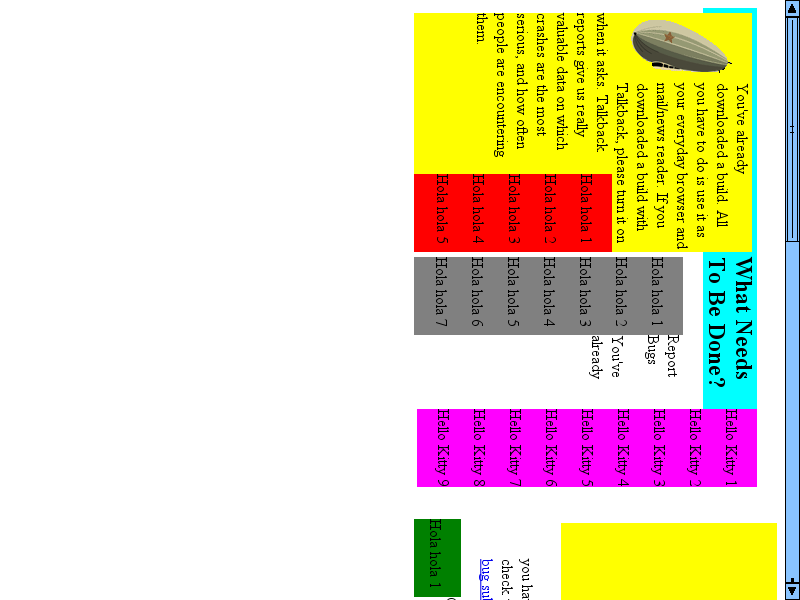 You've already
downloaded a build. All
you have to do is use it as
your everyday browser and
mail/news reader. If you
downloaded a build with
Talkback, please turn it on
when it asks. Talkback
reports give us really
valuable data on which
crashes are the most
serious, and how often
people are encountering
them.
Hola hola 1
Hola hola 2
Hola hola 3
Hola hola 4
Hola hola 5
What Needs
To Be Done?
Hola hola 1
Hola hola 2
Hola hola 3
Hola hola 4
Hola hola 5
Hola hola 6
Hola hola 7
Report
Bugs
You've
already
Hello Kitty 1
Hello Kitty 2
Hello Kitty 3
Hello Kitty 4
Hello Kitty 5
Hello Kitty 6
Hello Kitty 7
Hello Kitty 8
Hello Kitty 9
you
check
bug
Hola hola 1